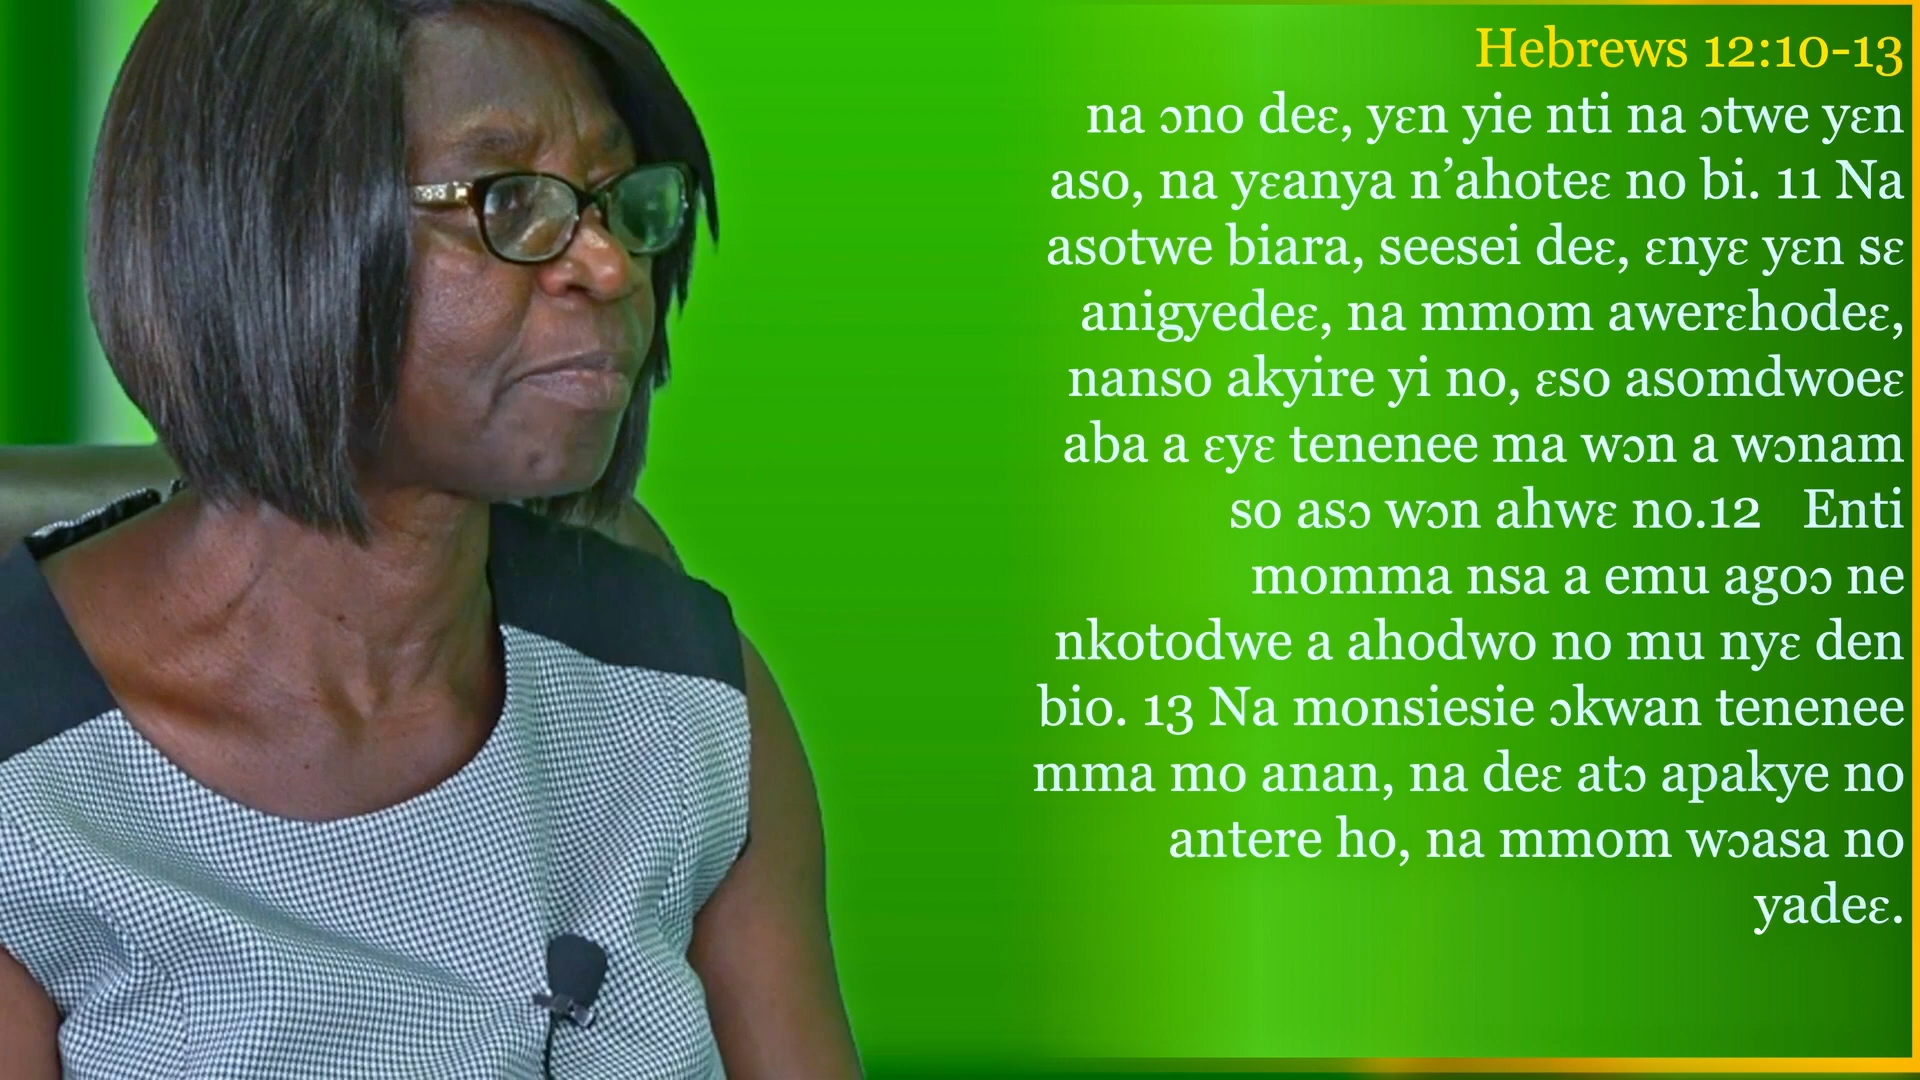 Hebrews 12:10-13
na ɔno deɛ, yɛn yie nti na ɔtwe yɛn
aso, na yɛanya n’ahoteɛ no bi. 11 Na
asotwe biara, seesei deɛ, ɛnyɛ yɛn sɛ
anigyedeɛ, na mmom awerɛhodeɛ,
nanso akyire yi no, ɛso asomdwoeɛ
aba a ɛyɛ tenenee ma wɔn a wɔnam
so asɔ wɔn ahwɛ no.12   Enti
momma nsa a emu agoɔ ne
nkotodwe a ahodwo no mu nyɛ den
bio. 13 Na monsiesie ɔkwan tenenee
mma mo anan, na deɛ atɔ apakye no
antere ho, na mmom wɔasa no
yadeɛ.